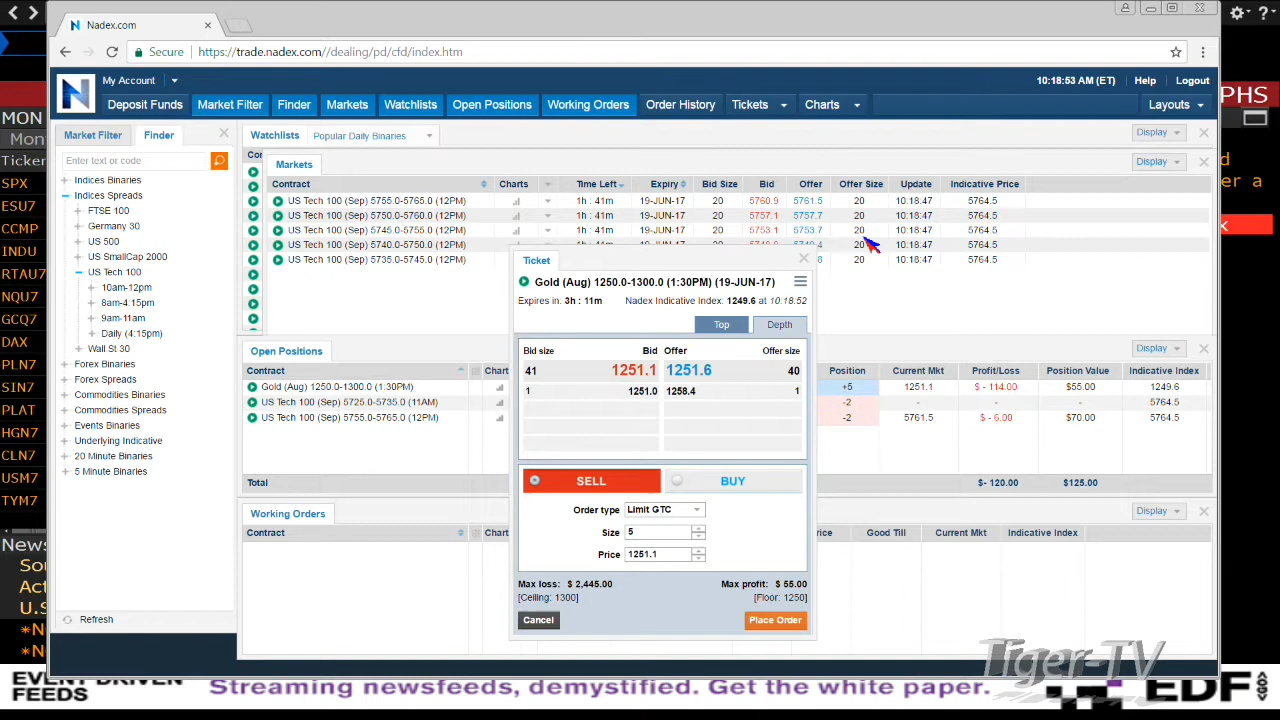 Nadex.com
Secure https://trade.nadex.com//dealing/pd/cfd/index.htm
My Account
10:18:53 AM (ET) Help Logout
Deposit Funds Market Filter Finder Markets Watchlists Open Positions Working Orders Order History Tickets Charts Layouts
PHS
MON
Ticker
SPX
ESU7
CCMP
INDU
RTAU7
NQU7
GCQ7
DAX
PLN7
SIN7
PLAT
HGN7
CLN7
USM7
TYM7
News
U.S
Market Filter Finder
Enter text or code
Indices Binaries
Indices Spreads
FTSE 100
Germany 30
US 500
US SmallCap 2000
US Tech 100
10am-12pm
8am-4:15pm
9am-11am
Daily (4:15pm)
Wall St 30
Forex Binaries
Forex Spreads
Commodities Binaries
Commodities Spreads
Events Binaries
Underlying Indicative
20 Minute Binaries
5 Minute Binaries
Refresh
Watchlists Popular Daily Binaries Display
Markets Display
Contract Charts Time Left Expiry Bid Size Bid Offer Offer Size Update Indicative Price
US Tech 100 (Sep) 5755.0-5765.0 (12PM) 1h : 41m 19-JUN-17 20 5760.9 5761.5 20 10:18:47 5764.5
US Tech 100 (Sep) 5750.0-5760.0 (12PM) 1h : 41m 19-JUN-17 20 5757.1 5757.7 20 10:18:47 5764.5
US Tech 100 (Sep) 5745.0-5755.0 (12PM) 1h : 41m 19-JUN-17 20 5753.1 5753.7 20 10:18:47 5764.5
US Tech 100 (Sep) 5740.0-5750.0 (12PM) 10:18:47 5764.5
US Tech 100 (Sep) 5735.0-5745.0 (12PM) 20 10:18:47 5764.5
Open Positions Display
Contract Chart Position Current Mkt Profit/Loss Position Value Indicative Index
Gold (Aug) 1250.0-1300.0 (1:30PM) +5 1251.1 $ - 114.00 $55.00 1249.6
US Tech 100 (Sep) 5725.0-5735.0 (11AM) -2 - - - 5764.5
US Tech 100 (Sep) 5755.0-5765.0 (12PM) -2 5761.5 $ - 6.00 $70.00 5764.5
Total $- 120.00 $125.00
Working Orders Display
Contract Chart Good Till Current Mkt Indicative Index
Ticket
Gold (Aug) 1250.0-1300.0 (1:30PM) (19-JUN-17)
Expires in: 3h : 11m Nadex Indicative Index: 1249.6 at 10:18:52
Top Depth
Bid size Bid Offer Offer size
41 1251.1 1251.6 40
1 1251.0 1258.4 1
SELL BUY
Order type Limit GTC
Size 5
Price 1251.1
Max loss: $ 2,445.00 Max profit: $ 55.00
[Ceiling: 1300] [Floor: 1250]
Cancel Place Order
Tiger-TV
EVENT DRIVEN
FEEDS
Streaming newsfeeds, demystified. Get the white paper.
EDF